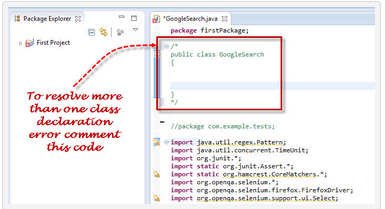 Package Explorer
First Project
To resolve more
than one class
declaration
error comment
this code
*GoogleSearch.java
package firstPackage;
/*
public class GoogleSearch
{
}
*/
//package com.example.tests;
import java.util.regex.Pattern;
import java.util.concurrent.TimeUnit;
import org.junit.*;
import static org.junit.Assert.*;
import static org.hamcrest.CoreMatchers.*;
import org.openqa.selenium.*;
import org.openqa.selenium.firefox.FirefoxDriver;
import org.openqa.selenium.support.ui.Select;